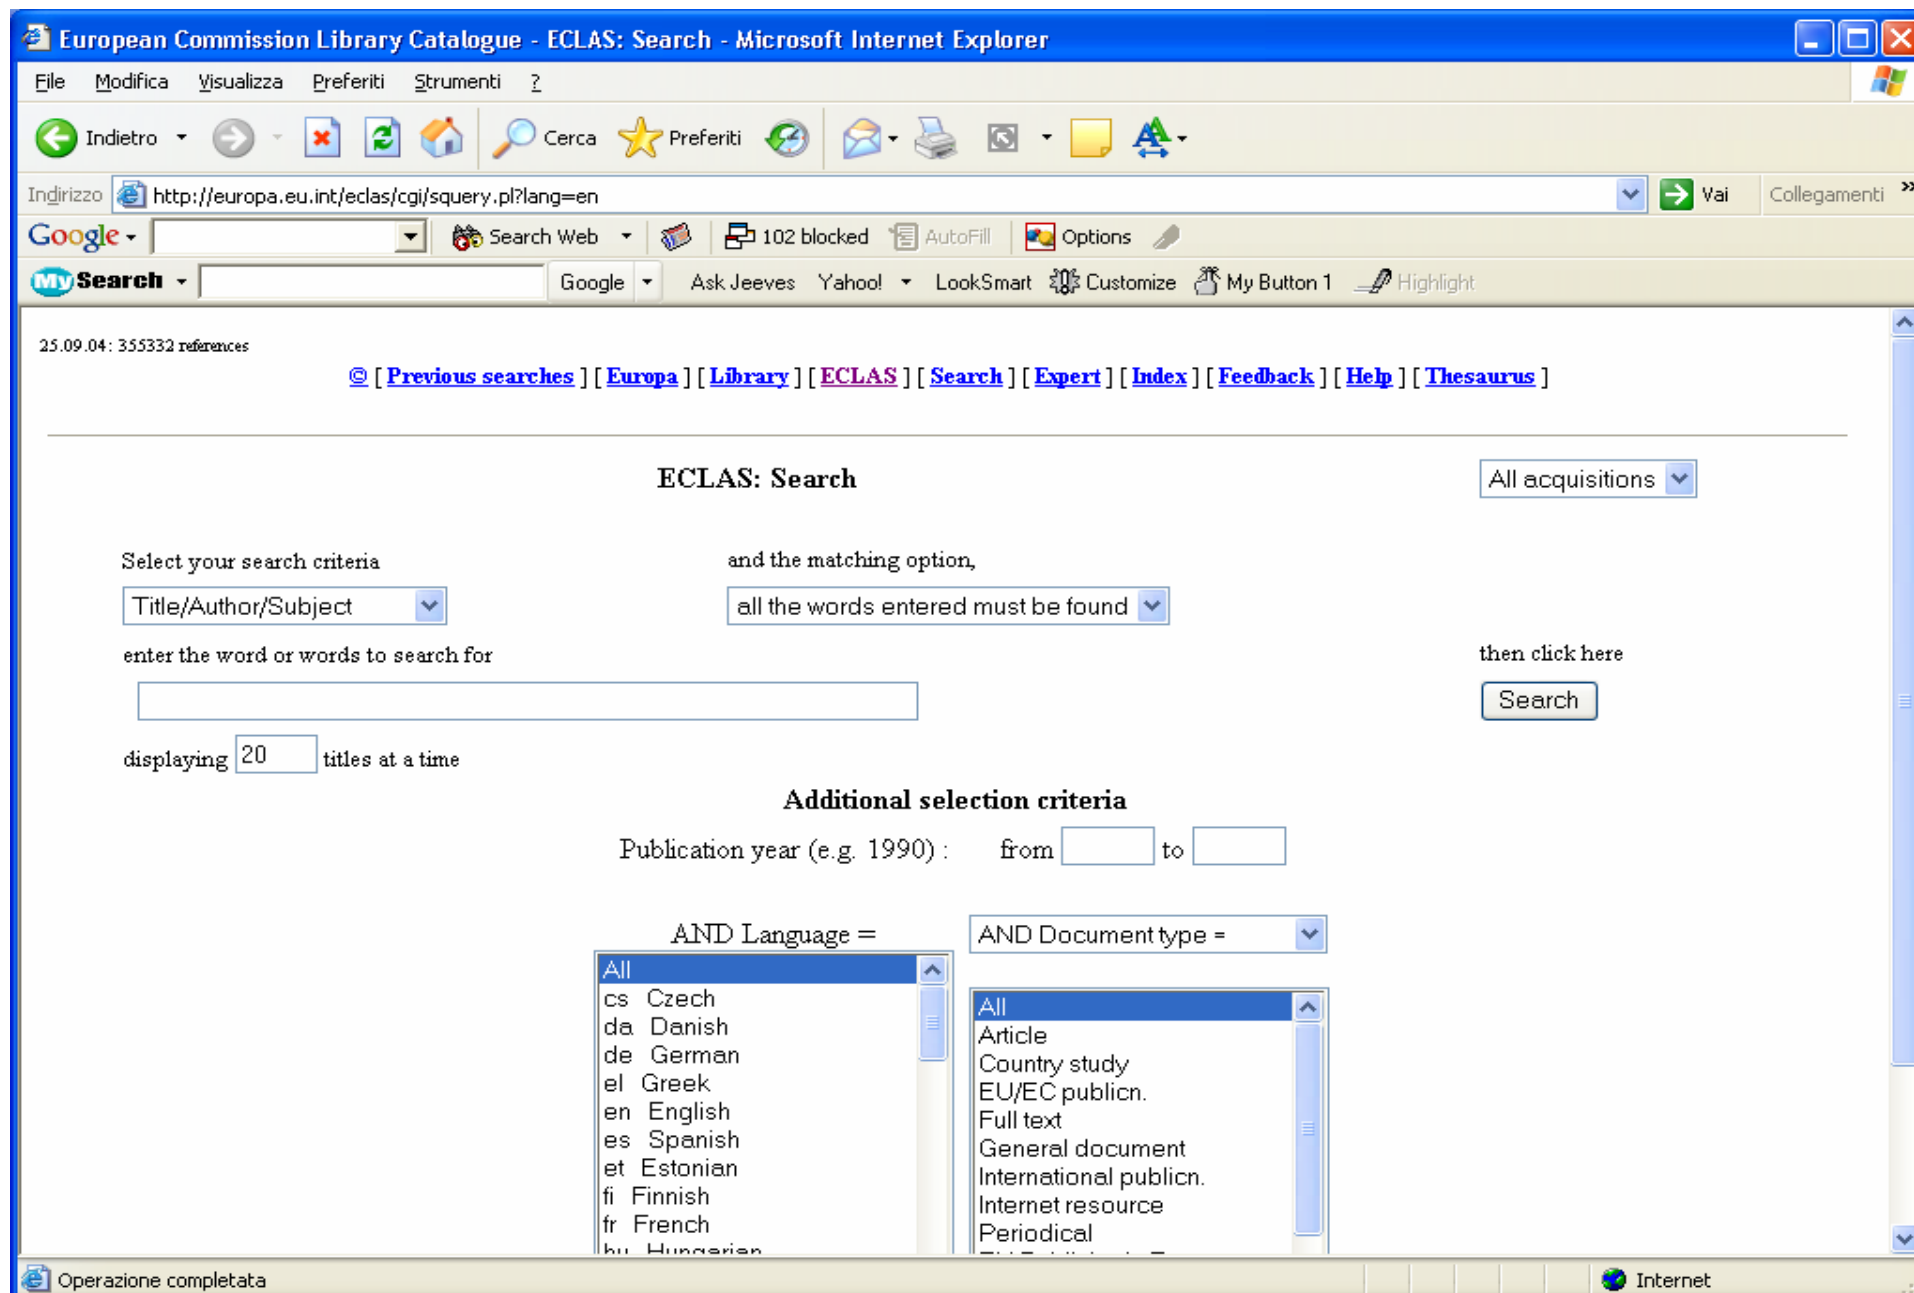 European Commission Library Catalogue - ECLAS: Search - Microsoft Internet Explorer
File Modifica Visualizza Preferiti Strumenti ?
Indietro Cerca Preferiti
Indirizzo http://europa.eu.int/eclas/cgi/squery.pl?lang=en Vai Collegamenti »
Google Search Web 102 blocked AutoFill Options
My Search Google Ask Jeeves Yahoo! LookSmart Customize My Button 1 Highlight
25.09.04: 355332 references
© [ Previous searches ] [ Europa ] [ Library ] [ ECLAS ] [ Search ] [ Expert ] [ Index ] [ Feedback ] [ Help ] [ Thesaurus ]
ECLAS: Search All acquisitions
Select your search criteria and the matching option,
Title/Author/Subject all the words entered must be found
enter the word or words to search for then click here
Search
displaying 20 titles at a time
Additional selection criteria
Publication year (e.g. 1990) : from to
AND Language = AND Document type =
All
cs Czech
da Danish
de German
el Greek
en English
es Spanish
et Estonian
fi Finnish
fr French
hu Hungarian
All
Article
Country study
EU/EC publicn.
Full text
General document
International publicn.
Internet resource
Periodical
Operazione completata Internet